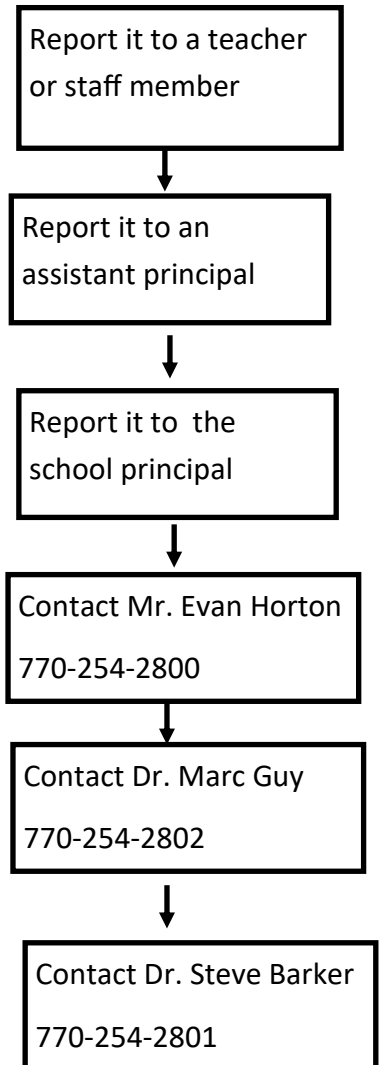 Report it to a teacher
or staff member
Report it to an
assistant principal
Report it to  the
school principal
Contact Mr. Evan Horton
770-254-2800
Contact Dr. Marc Guy
770-254-2802
Contact Dr. Steve Barker
770-254-2801